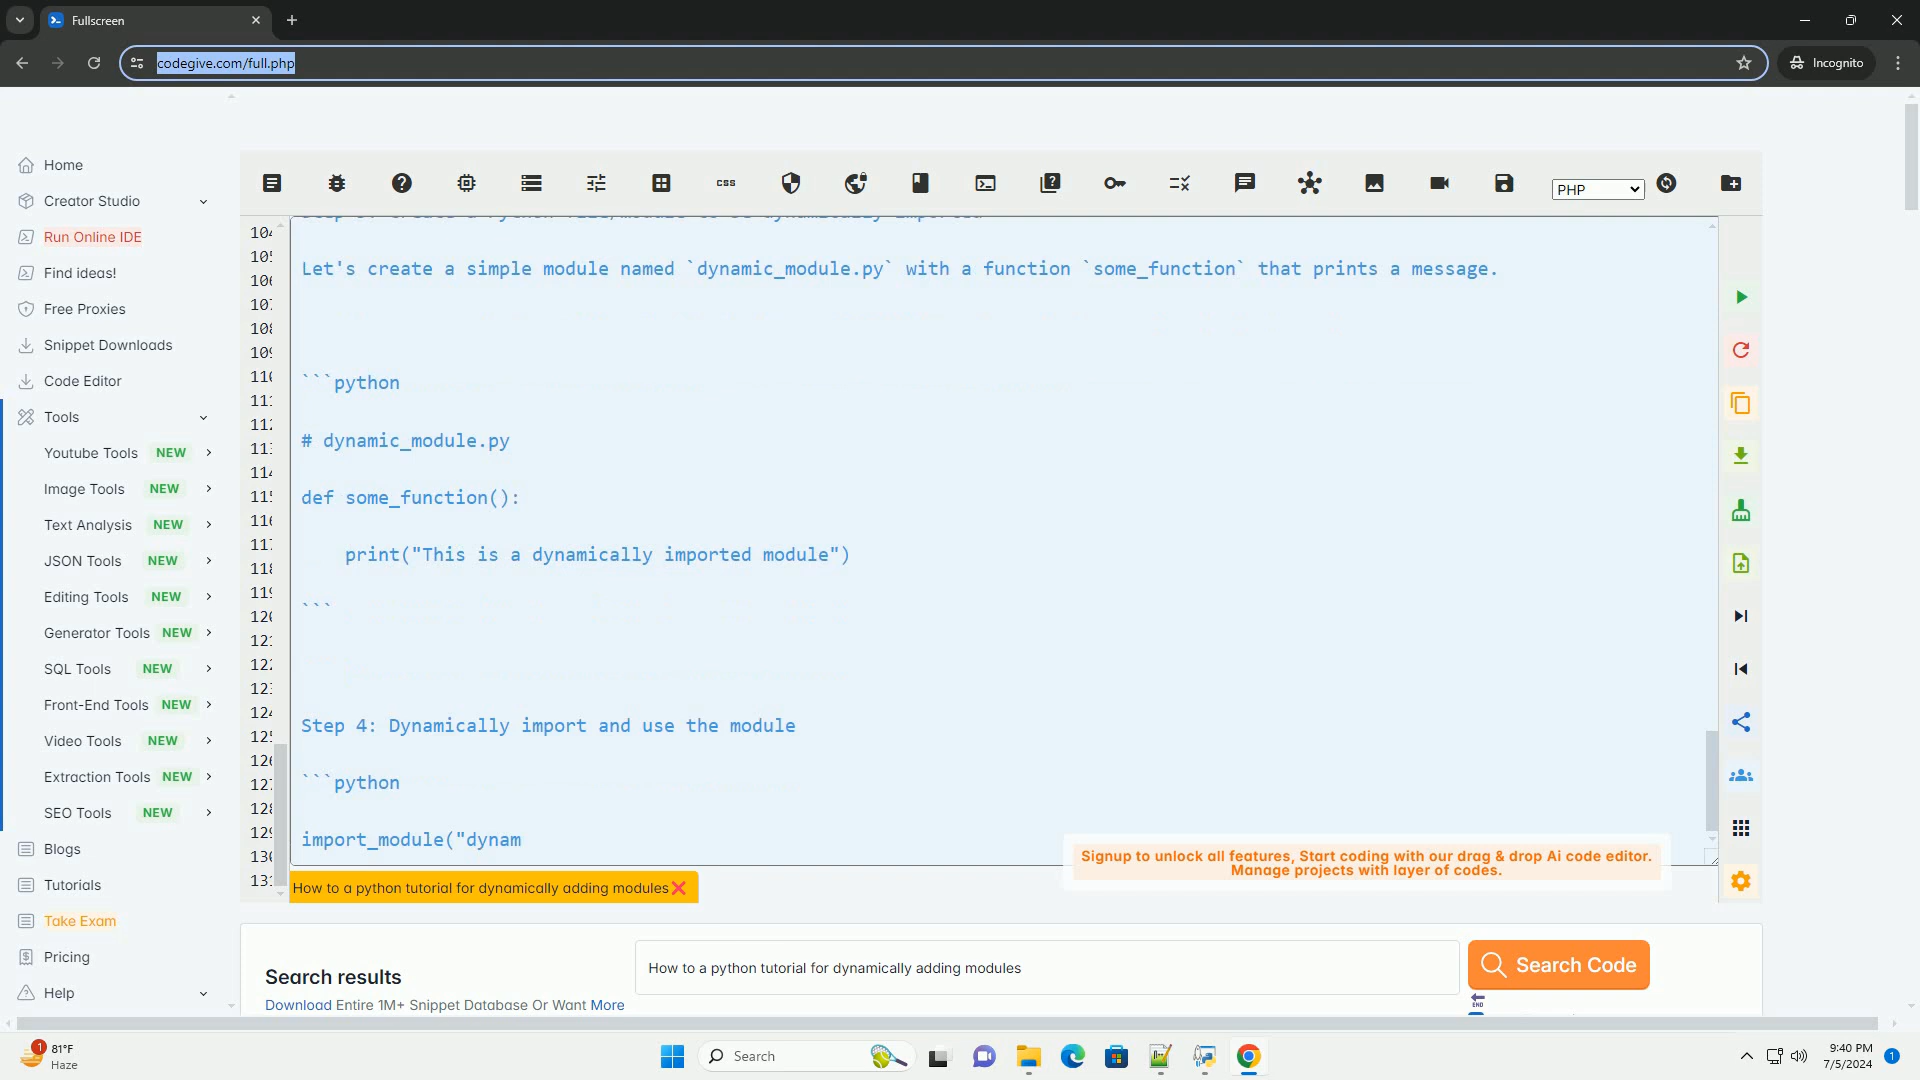 Fullscreen
codegive.com/full.php
Incognito
Home
Creator Studio
Run Online IDE
Find ideas!
Free Proxies
Snippet Downloads
Code Editor
Tools
Youtube Tools NEW
Image Tools NEW
Text Analysis NEW
JSON Tools NEW
Editing Tools NEW
Generator Tools NEW
SQL Tools NEW
Front-End Tools NEW
Video Tools NEW
Extraction Tools NEW
SEO Tools NEW
Blogs
Tutorials
Take Exam
Pricing
Help
css
PHP
Let's create a simple module named `dynamic_module.py` with a function `some_function` that prints a message.
```python
# dynamic_module.py
def some_function():
print("This is a dynamically imported module")
```
Step 4: Dynamically import and use the module
```python
import_module("dynam
Signup to unlock all features, Start coding with our drag & drop Ai code editor.
Manage projects with layer of codes.
How to a python tutorial for dynamically adding modules
Search results
Download Entire 1M+ Snippet Database Or Want More
How to a python tutorial for dynamically adding modules
Search Code
END
1
81°F
Haze
Search
9:40 PM
7/5/2024
1